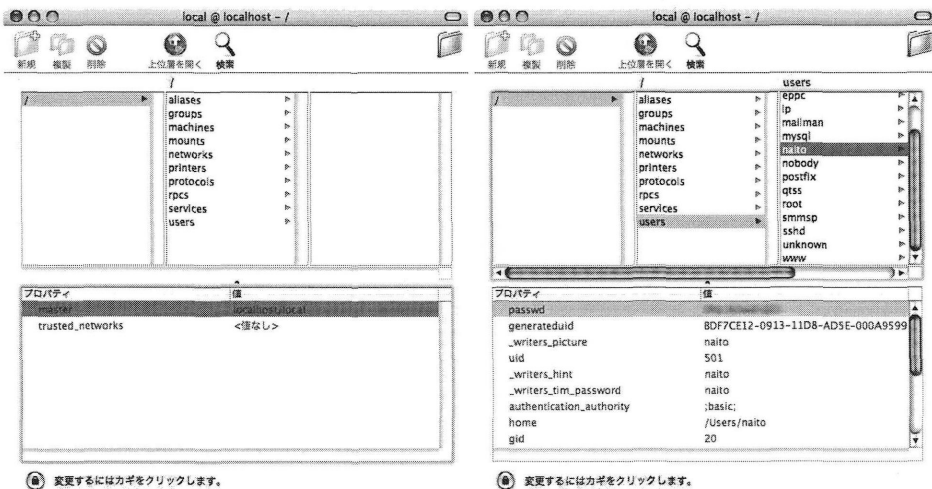 local @ localhost – /
新規 複製 削除 上位層を開く 検索
/
/
aliases
groups
machines
mounts
networks
printers
protocols
rpcs
services
users
プロパティ 値
master localhost/local
trusted_networks <値なし>
変更するにはカギをクリックします。
local @ localhost – /
新規 複製 削除 上位層を開く 検索
/ users
/
aliases
groups
machines
mounts
networks
printers
protocols
rpcs
services
users
eppc
lp
mailman
mysql
naito
nobody
postfix
qtss
root
smmsp
sshd
unknown
www
プロパティ 値
passwd
generateduid BDF7CE12-0913-11D8-AD5E-000A9599
_writers_picture naito
uid 501
_writers_hint naito
_writers_tim_password naito
authentication_authority ;basic;
home /Users/naito
gid 20
変更するにはカギをクリックします。